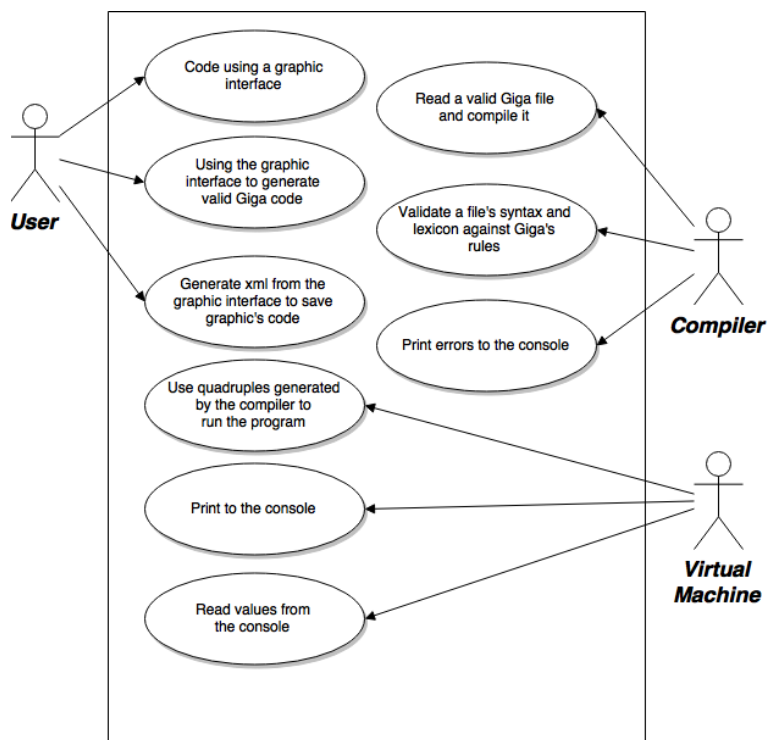 Code using a graphic
interface
Read a valid Giga file
and compile it
User
Using the graphic
interface to generate
valid Giga code
Validate a file's syntax and
lexicon against Giga's
rules
Compiler
Generate xml from the
graphic interface to save
graphic's code
Print errors to the console
Use quadruples generated
by the compiler to
run the program
Print to the console
Virtual
Machine
Read values from
the console